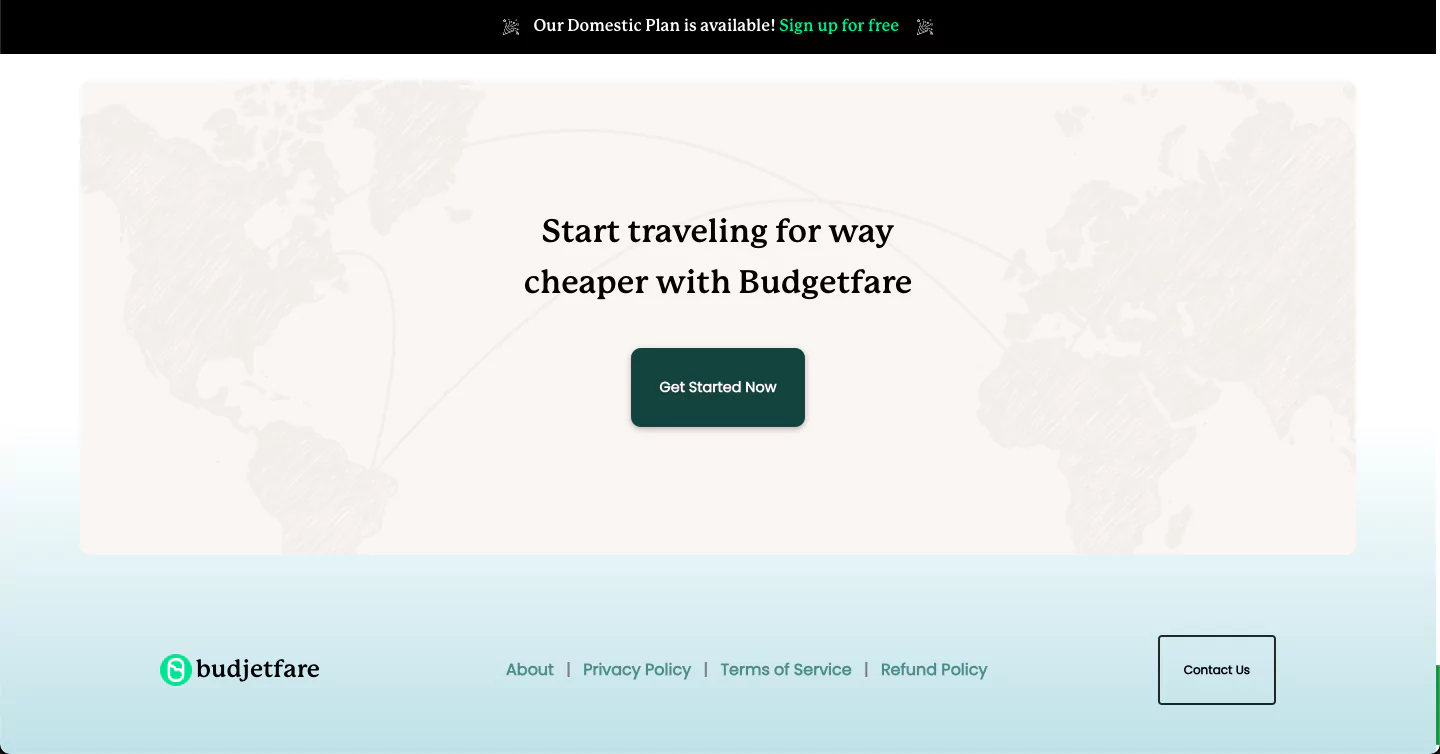 Our Domestic Plan is available! Sign up for free
Start traveling for way
cheaper with Budgetfare
Get Started Now
budjetfare
About | Privacy Policy | Terms of Service | Refund Policy
Contact Us